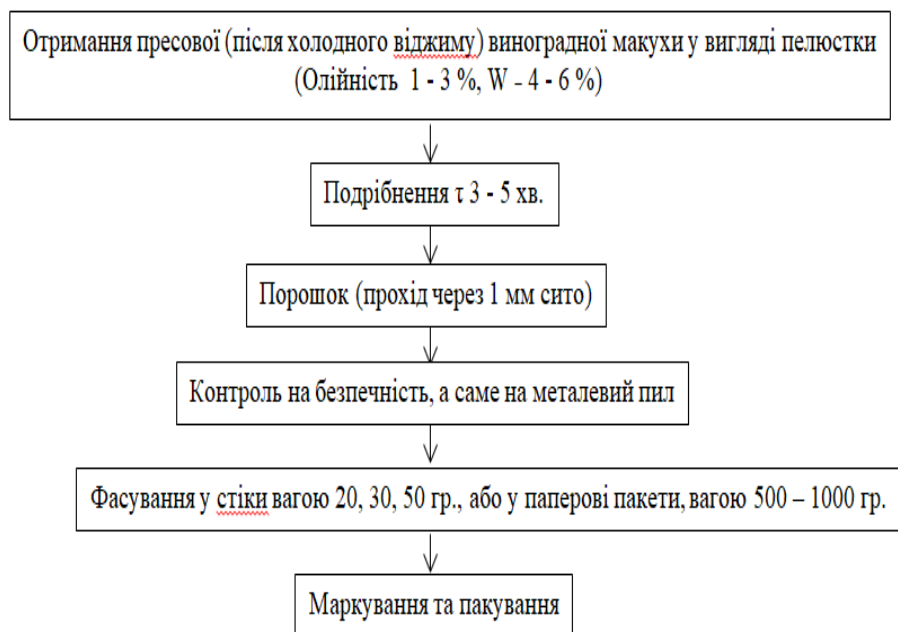 Отримання пресової (після холодного віджиму) виноградної макухи у вигляді пелюстки
(Олійність 1 - 3 %, W - 4 - 6 %)
Подрібнення τ 3 - 5 хв.
Порошок (прохід через 1 мм сито)
Контроль на безпечність, а саме на металевий пил
Фасування у стіки вагою 20, 30, 50 гр., або у паперові пакети, вагою 500 – 1000 гр.
Маркування та пакування